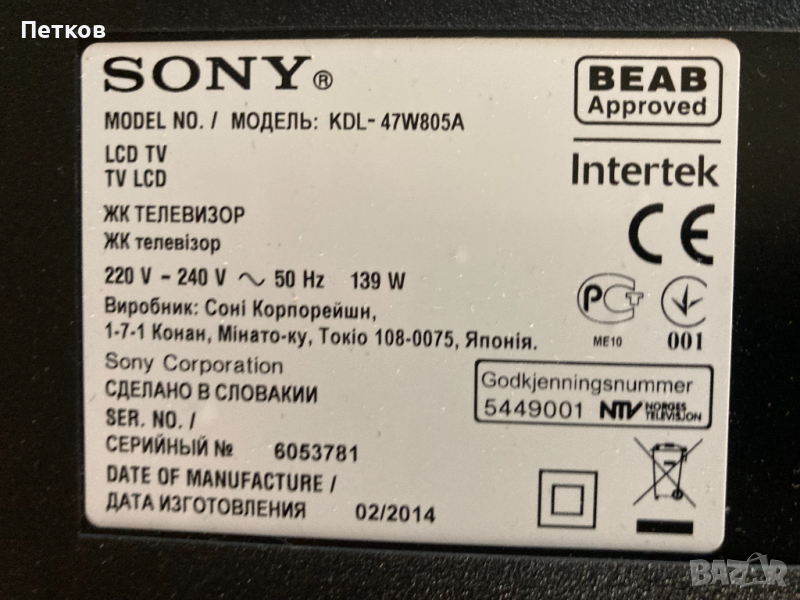 Петков
SONY®
MODEL NO. / МОДЕЛЬ: KDL- 47W805A
LCD TV
TV LCD
ЖК ТЕЛЕВИЗОР
ЖК телевізор
220 V - 240 V ~ 50 Hz 139 W
Виробник: Соні Корпорейшн,
1-7-1 Конан, Мінато-ку, Токіо 108-0075, Японія.
Sony Corporation
СДЕЛАНО В СЛОВАКИИ
SER. NO. /
СЕРИЙНЫЙ № 6053781
DATE OF MANUFACTURE /
ДАТА ИЗГОТОВЛЕНИЯ 02/2014
BEAB
Approved
Intertek
CE
РСТ
ME10
001
Godkjenningsnummer
5449001 NTV NORGES
TELEVISJON
BAZAR